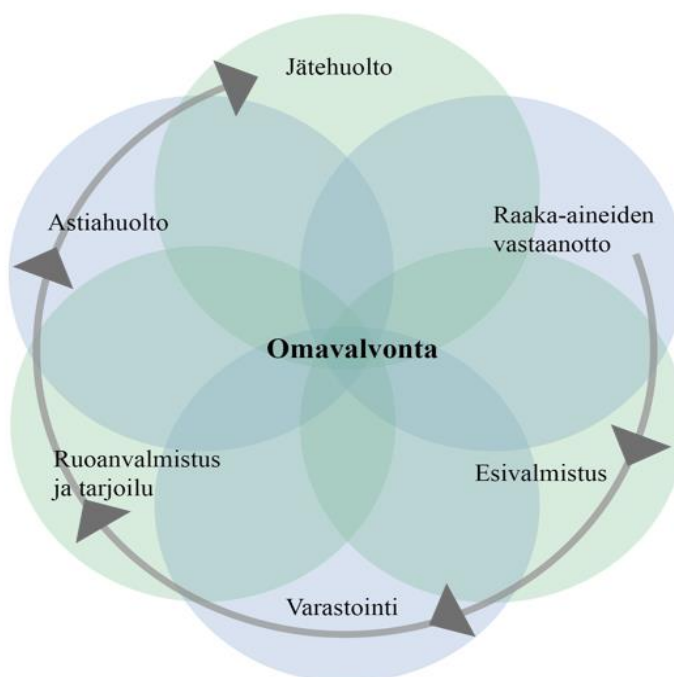 Jätehuolto
Raaka-aineiden
vastaanotto
Astiahuolto
Omavalvonta
Ruoanvalmistus
ja tarjoilu
Esivalmistus
Varastointi